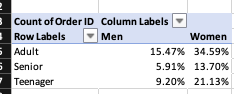 Count of Order ID Column Labels
Row Labels Men Women
Adult 15.47% 34.59%
Senior 5.91% 13.70%
Teenager 9.20% 21.13%